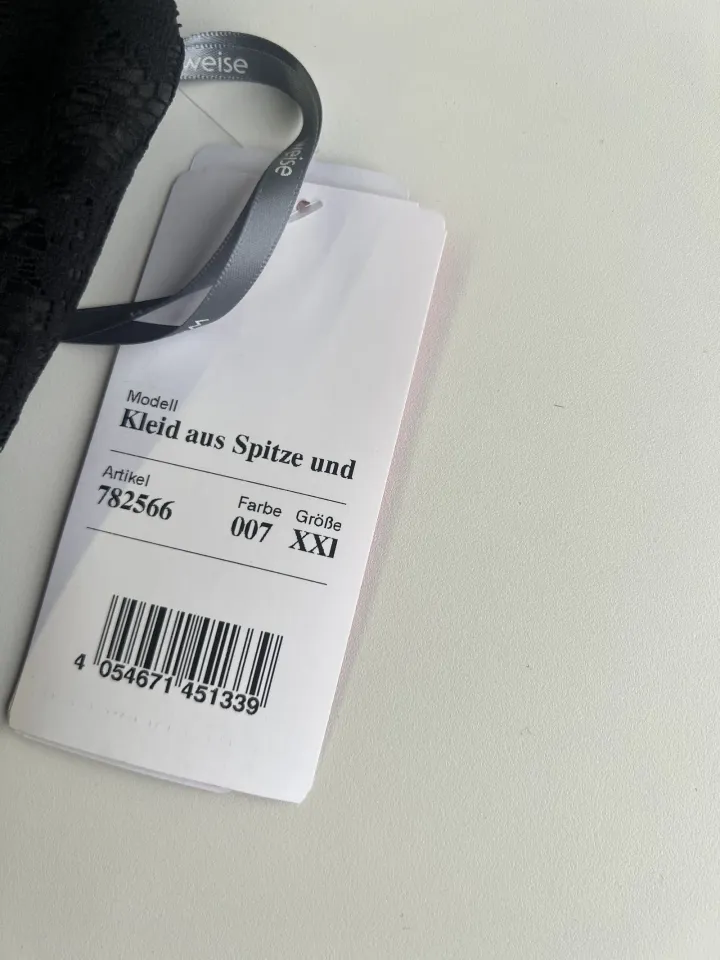 weise
weise
w
Modell
Kleid aus Spitze und
Artikel Farbe Größe
782566 007 XXl
4 054671 451339